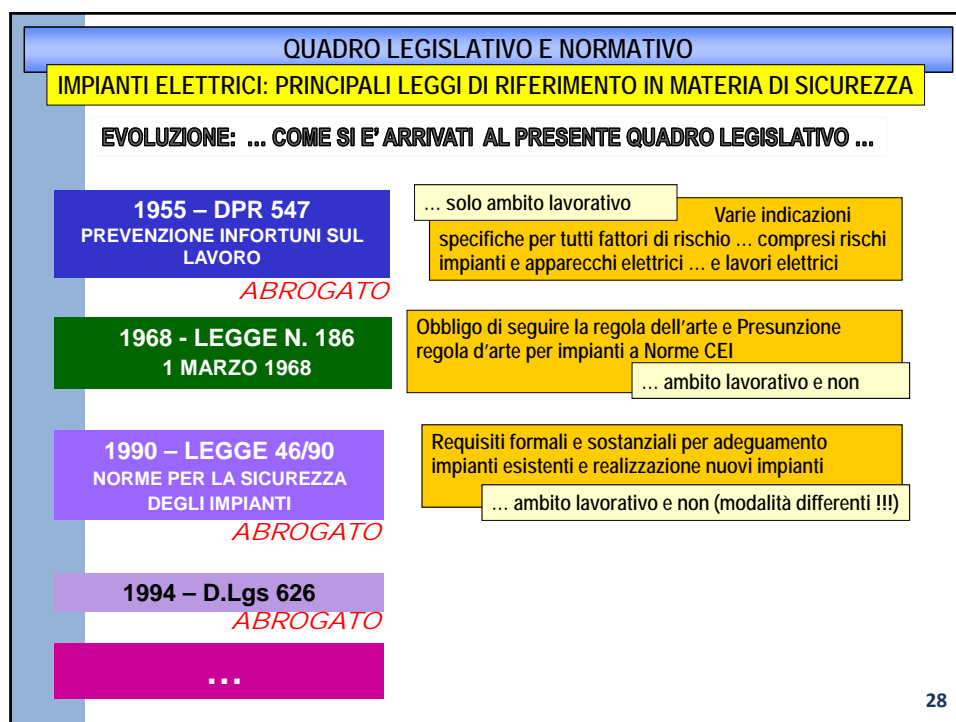 QUADRO LEGISLATIVO E NORMATIVO
IMPIANTI ELETTRICI: PRINCIPALI LEGGI DI RIFERIMENTO IN MATERIA DI SICUREZZA
EVOLUZIONE: ... COME SI E' ARRIVATI AL PRESENTE QUADRO LEGISLATIVO ...
1955 – DPR 547
PREVENZIONE INFORTUNI SUL
LAVORO
ABROGATO
... solo ambito lavorativo
Varie indicazioni
specifiche per tutti fattori di rischio ... compresi rischi
impianti e apparecchi elettrici ... e lavori elettrici
1968 - LEGGE N. 186
1 MARZO 1968
Obbligo di seguire la regola dell'arte e Presunzione
regola d'arte per impianti a Norme CEI
... ambito lavorativo e non
1990 – LEGGE 46/90
NORME PER LA SICUREZZA
DEGLI IMPIANTI
ABROGATO
Requisiti formali e sostanziali per adeguamento
impianti esistenti e realizzazione nuovi impianti
... ambito lavorativo e non (modalità differenti !!!)
1994 – D.Lgs 626
ABROGATO
...
28